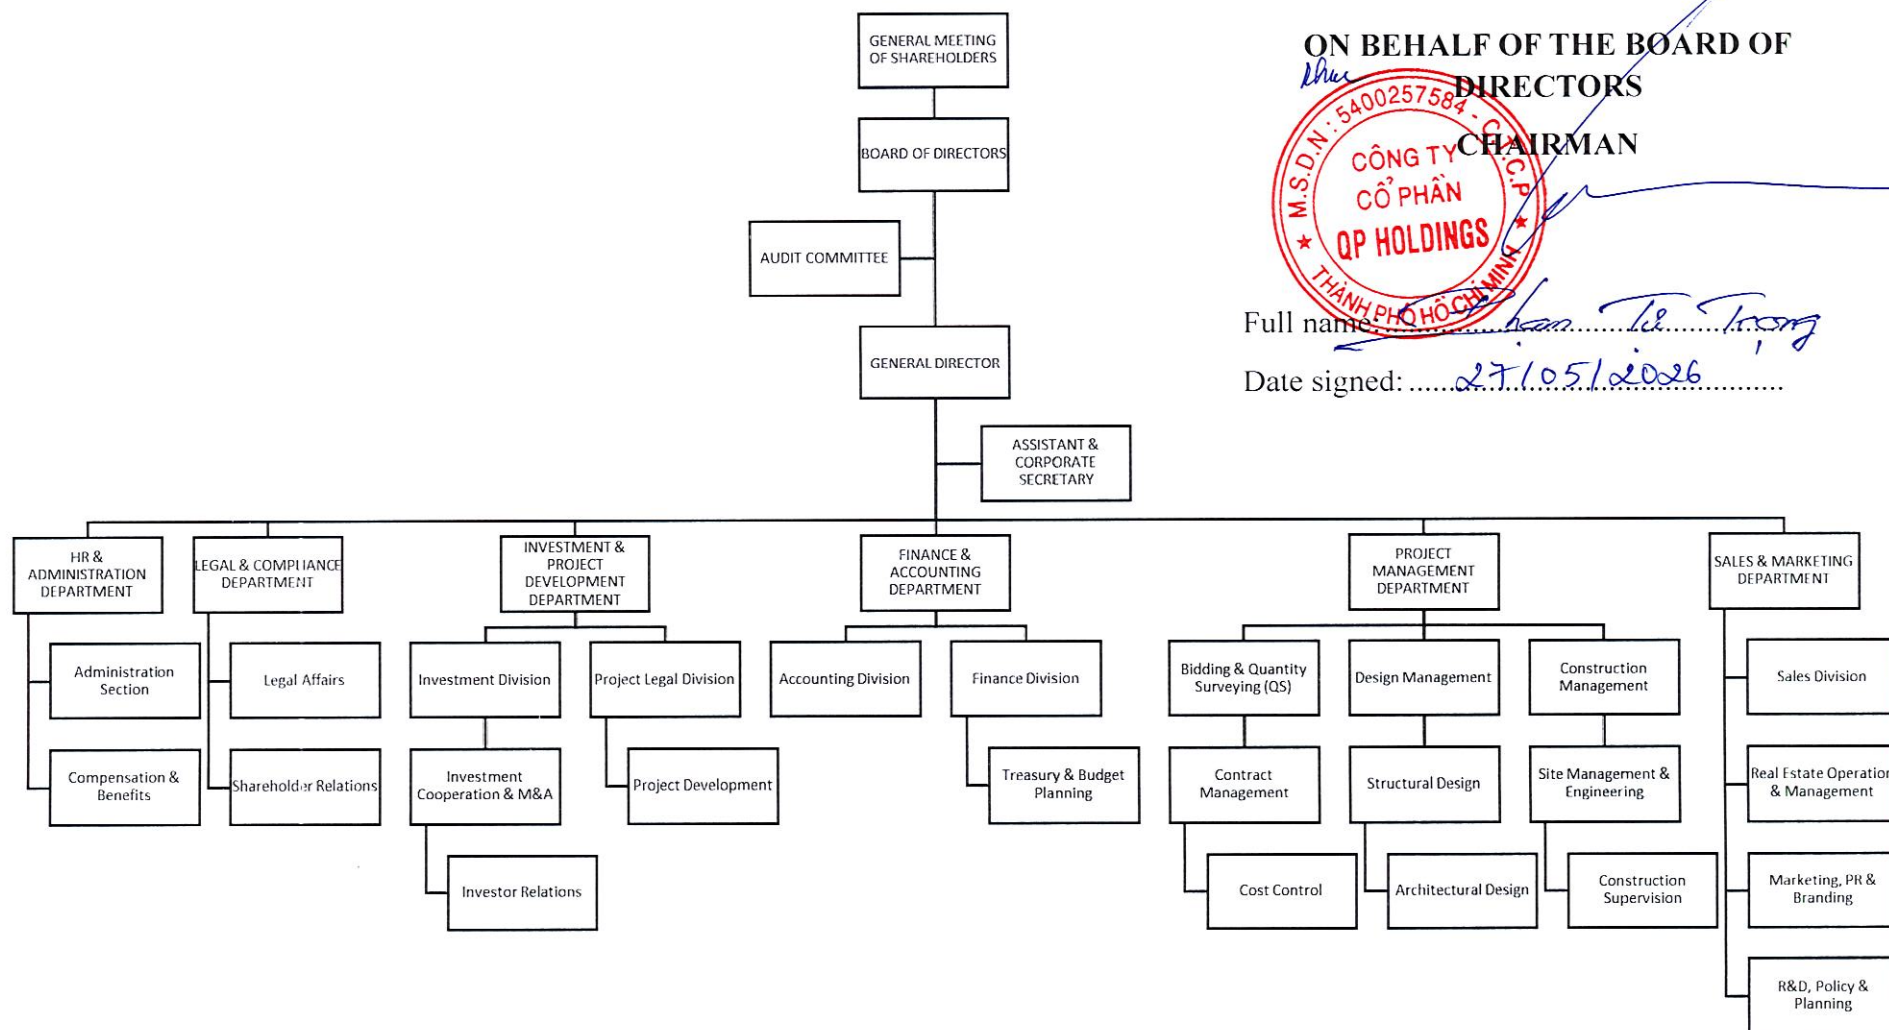 GENERAL MEETING
OF SHAREHOLDERS
BOARD OF DIRECTORS
AUDIT COMMITTEE
GENERAL DIRECTOR
ASSISTANT &
CORPORATE
SECRETARY
ON BEHALF OF THE BOARD OF
DIRECTORS
CHAIRMAN
M.S.D.N : 5400257584 - C.T.C.P
CÔNG TY
CỔ PHẦN
QP HOLDINGS
THÀNH PHỐ HỒ CHÍ MINH
Full name: Phạm Từ Trọng
Date signed: 27/05/2026
HR &
ADMINISTRATION
DEPARTMENT
Administration
Section
Compensation &
Benefits
LEGAL & COMPLIANCE
DEPARTMENT
Legal Affairs
Shareholder Relations
INVESTMENT &
PROJECT
DEVELOPMENT
DEPARTMENT
Investment Division
Investment
Cooperation & M&A
Investor Relations
Project Legal Division
Project Development
FINANCE &
ACCOUNTING
DEPARTMENT
Accounting Division
Finance Division
Treasury & Budget
Planning
PROJECT
MANAGEMENT
DEPARTMENT
Bidding & Quantity
Surveying (QS)
Contract
Management
Cost Control
Design Management
Structural Design
Architectural Design
Construction
Management
Site Management &
Engineering
Construction
Supervision
SALES & MARKETING
DEPARTMENT
Sales Division
Real Estate Operation
& Management
Marketing, PR &
Branding
R&D, Policy &
Planning